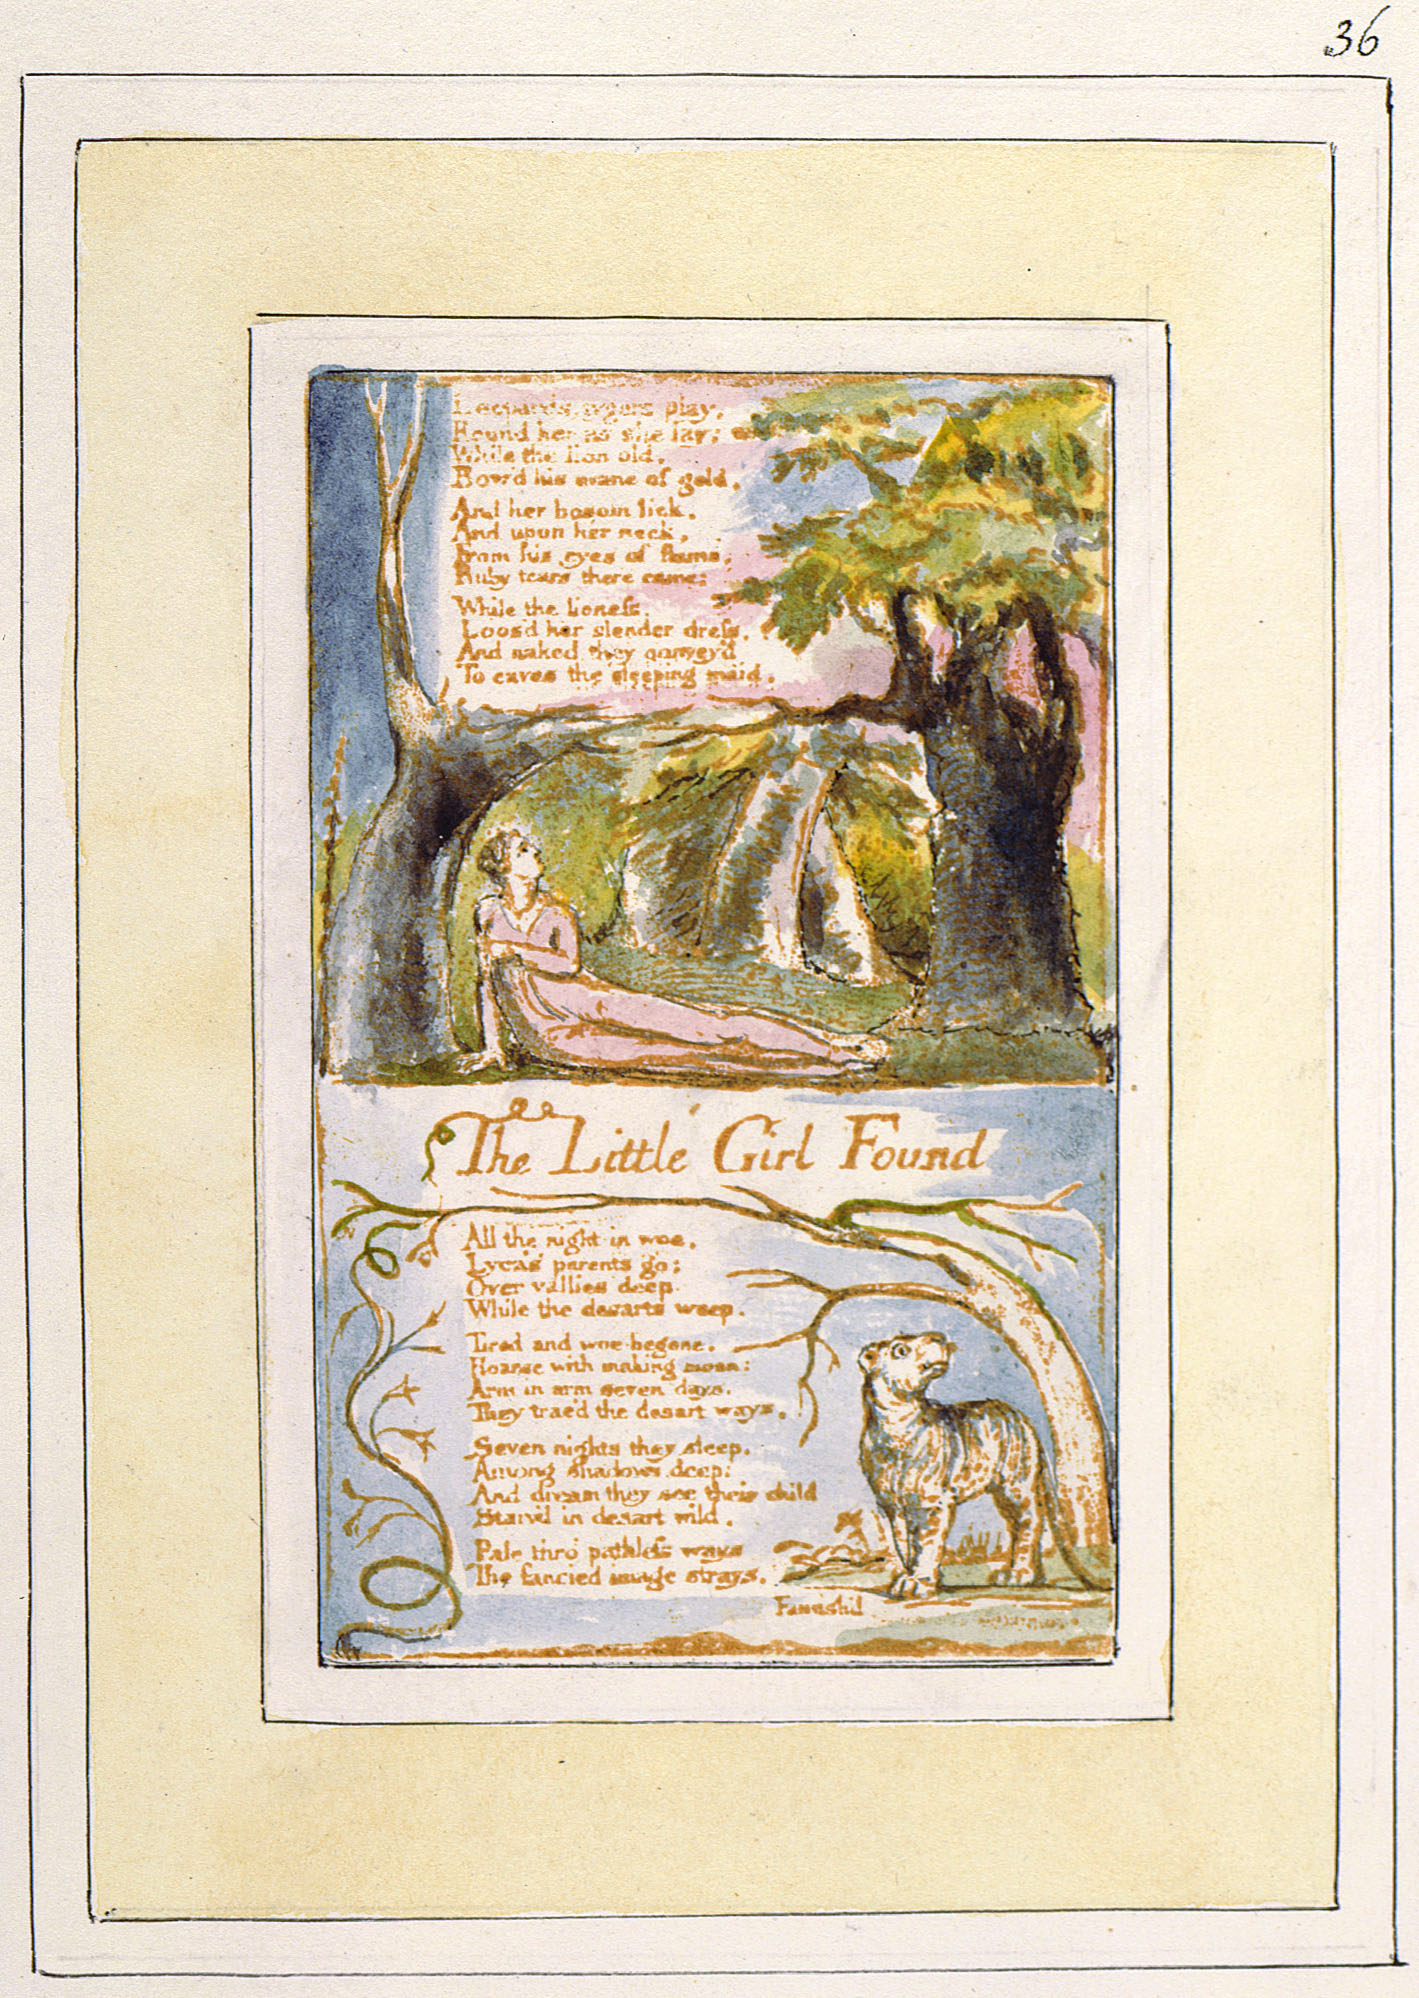 36
Leopards, tygers play,
Round her as she lay;
While the lion old,
Bow'd his mane of gold,
And her bosom lick,
And upon her neck,
From his eyes of flame,
Ruby tears there came;
While the lioneſs
Loos'd her slender dreſs,
And naked they convey'd
To caves the sleeping maid.
The Little Girl Found
All the night in woe,
Lyca's parents go;
Over vallies deep,
While the desarts weep.
Tired and woe-begone,
Hoarse with making moan:
Arm in arm seven days,
They trac'd the desart ways.
Seven nights they sleep,
Among shadows deep:
And dream they see their child
Starv'd in desart wild.
Pale thro' pathleſs ways
The fancied image strays,
Famish'd